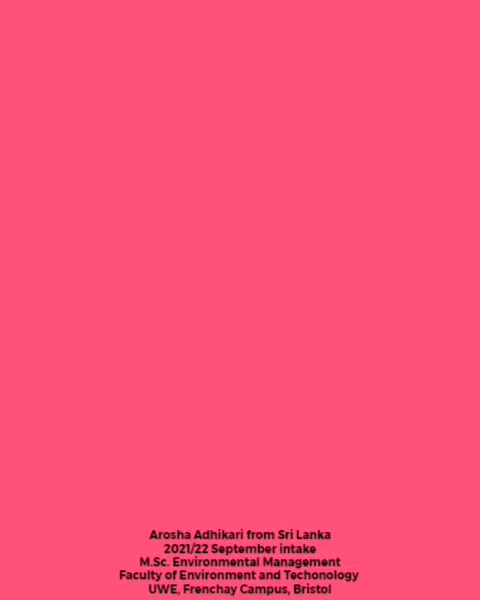 Arosha Adhikari from Sri Lanka
2021/22 September intake
M.Sc. Environmental Management
Faculty of Environment and Techonology
UWE, Frenchay Campus, Bristol